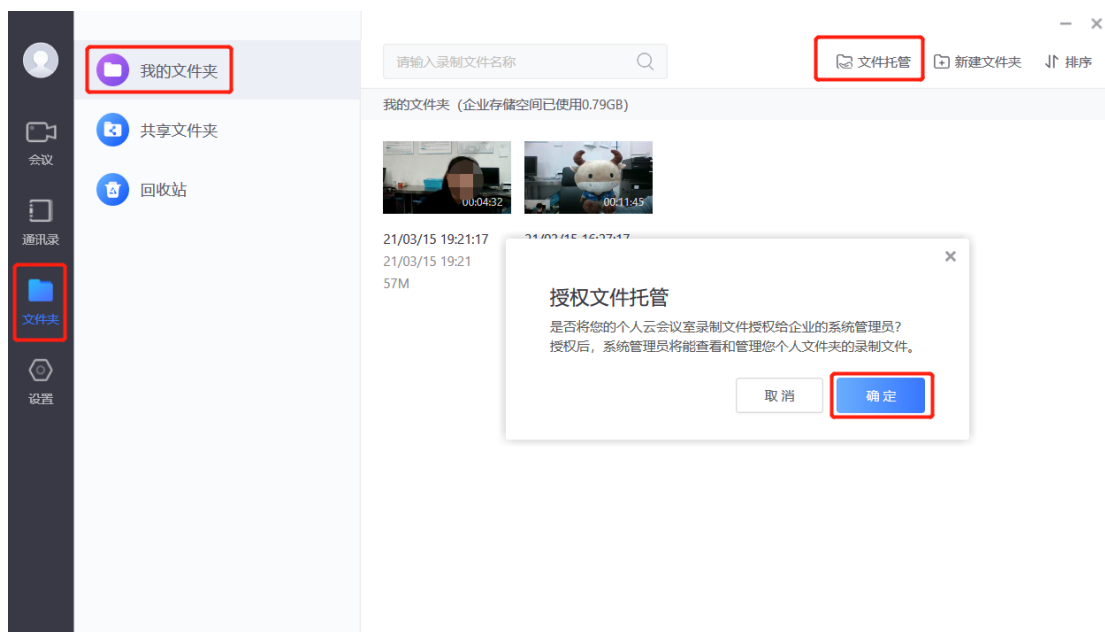 我的文件夹
请输入录制文件名称
文件托管
新建文件夹
排序
我的文件夹（企业存储空间已使用0.79GB）
共享文件夹
会议
回收站
00:04:32
00:11:45
通讯录
21/03/15 19:21:17
21/03/15 19:21
57M
授权文件托管
是否将您的个人云会议室录制文件授权给企业的系统管理员？
授权后，系统管理员将能查看和管理您个人文件夹的录制文件。
文件夹
取消
确定
设置